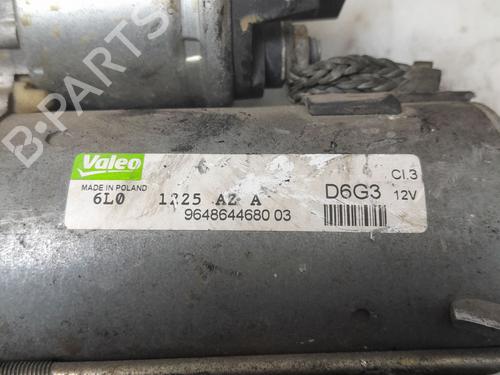 B-PARTS
Valeo
MADE IN POLAND
6L0 1225 AZ A
9648644680 03
D6G3
Cl.3
12V